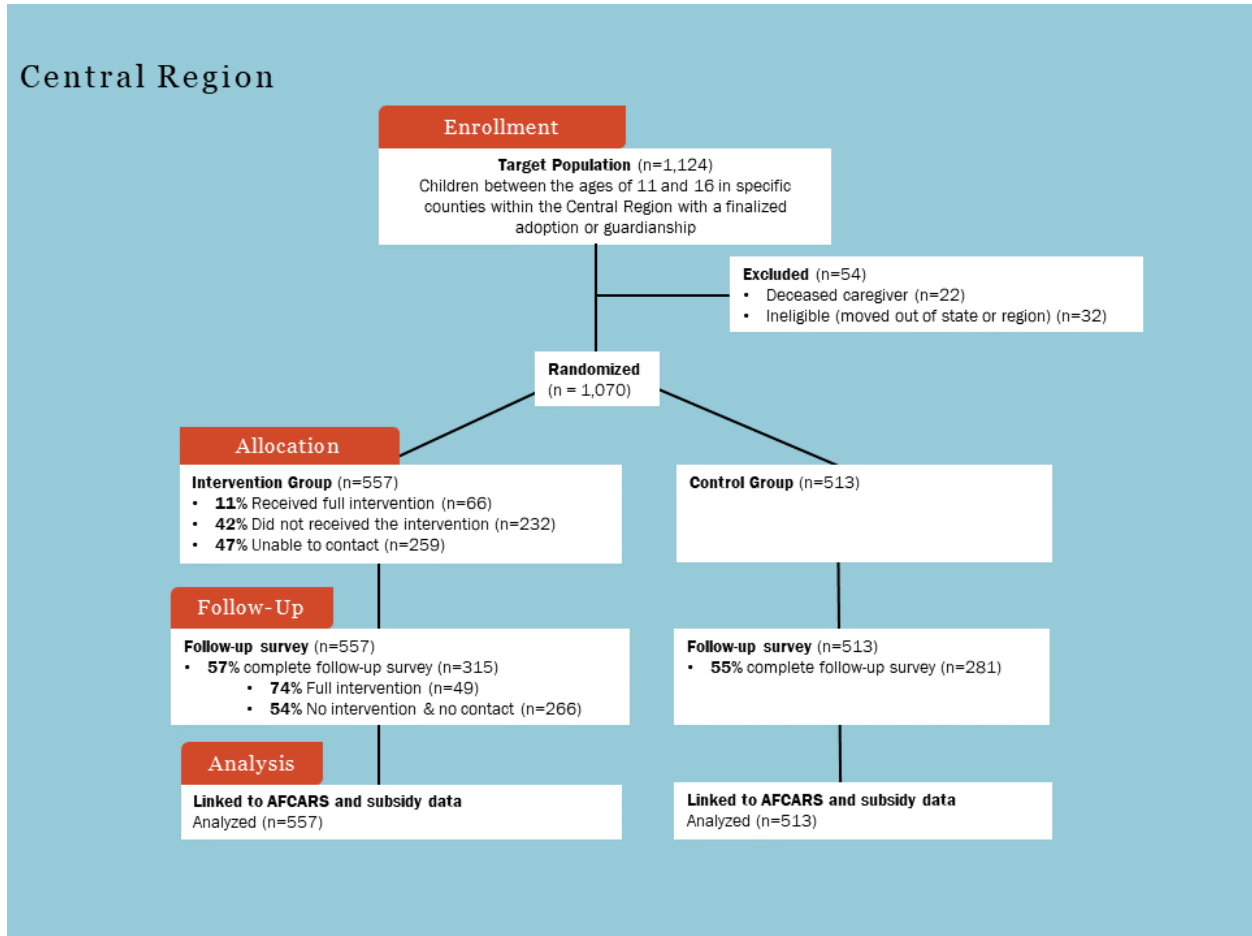 Central Region
Enrollment
Target Population (n=1,124)
Children between the ages of 11 and 16 in specific
counties within the Central Region with a finalized
adoption or guardianship
Excluded (n=54)
• Deceased caregiver (n=22)
• Ineligible (moved out of state or region) (n=32)
Randomized
(n = 1,070)
Allocation
Intervention Group (n=557)
• 11% Received full intervention (n=66)
• 42% Did not received the intervention (n=232)
• 47% Unable to contact (n=259)
Control Group (n=513)
Follow-Up
Follow-up survey (n=557)
• 57% complete follow-up survey (n=315)
• 74% Full intervention (n=49)
• 54% No intervention & no contact (n=266)
Follow-up survey (n=513)
• 55% complete follow-up survey (n=281)
Analysis
Linked to AFCARS and subsidy data
Analyzed (n=557)
Linked to AFCARS and subsidy data
Analyzed (n=513)